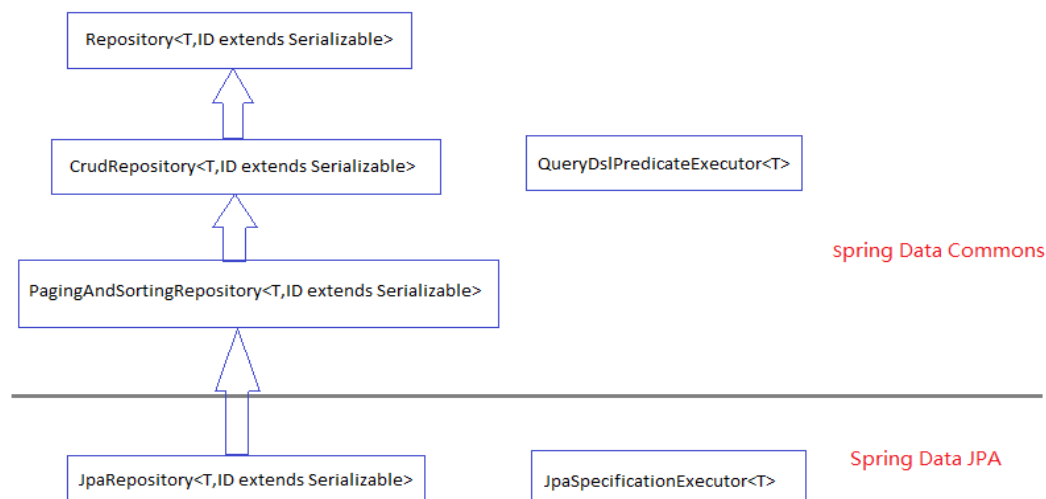 Repository<T,ID extends Serializable>
CrudRepository<T,ID extends Serializable>
QueryDslPredicateExecutor<T>
spring Data Commons
PagingAndSortingRepository<T,ID extends Serializable>
Spring Data JPA
JpaRepository<T,ID extends Serializable>
JpaSpecificationExecutor<T>